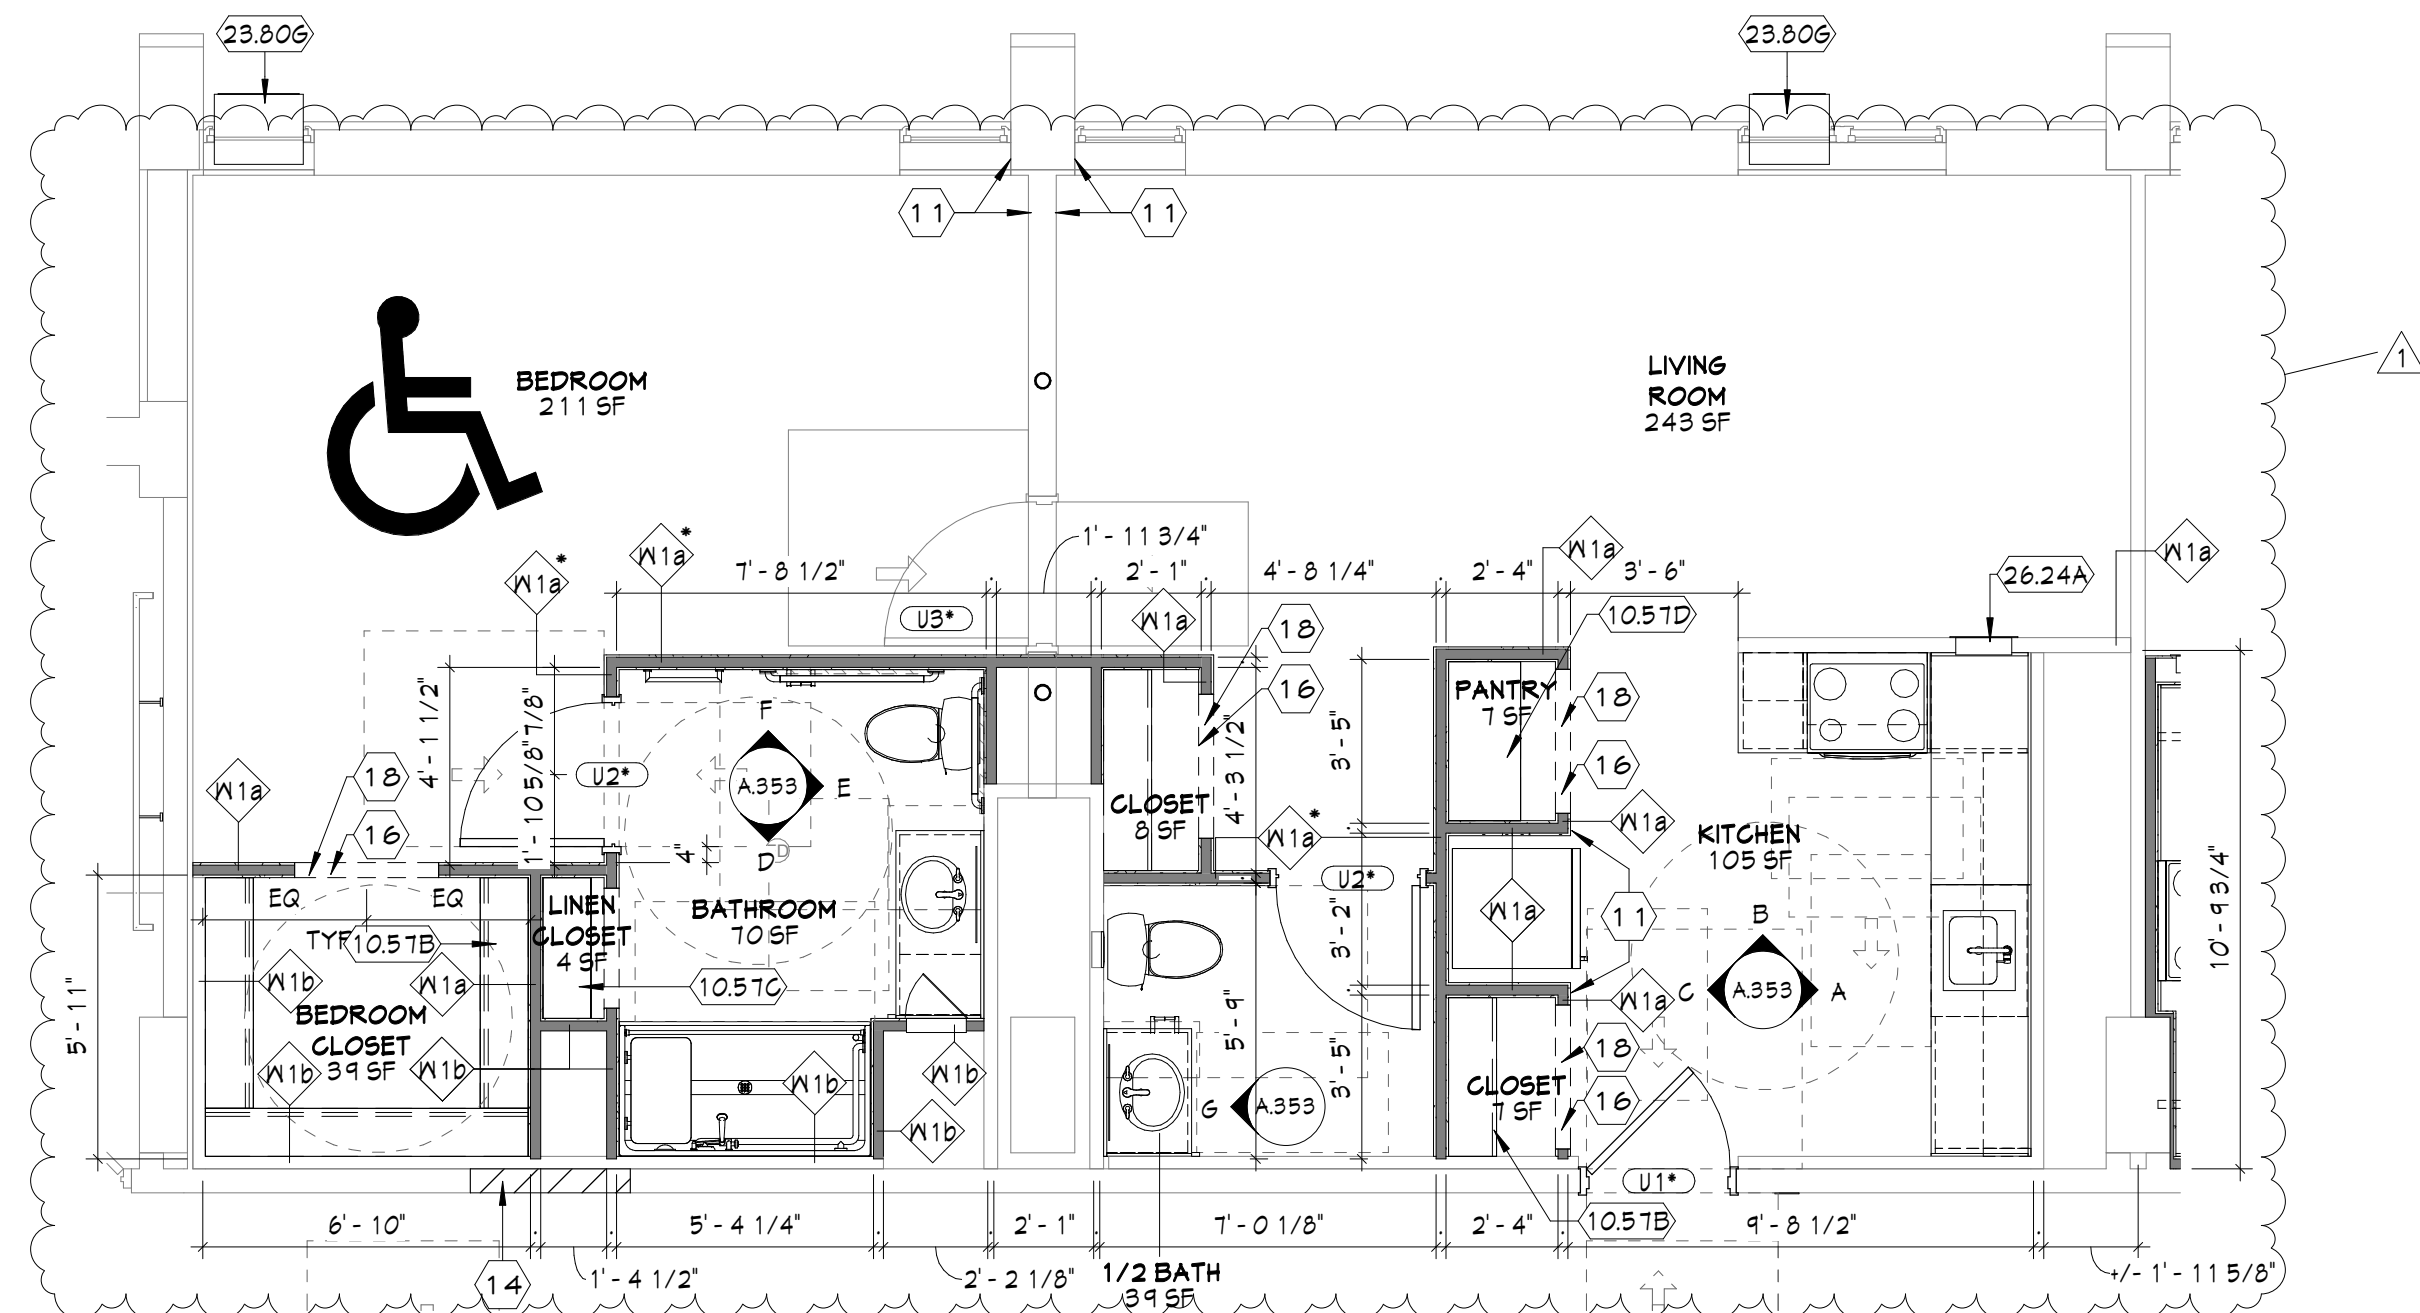 23.80G
23.80G
11
11
1
BEDROOM
211 SF
LIVING
ROOM
243 SF
W1a*
W1a*
7'- 8 1/2"
1'- 11 3/4"
2'- 1"
4'- 8 1/4"
2'- 4"
W1a
3'- 6"
26.24A
W1a
U3*
W1a
18
10.57D
16
4'- 1 1/2"
1'- 10 5/8"
7/8"
U2*
F
A.353
E
D
D
4"
W1a
18
16
CLOSET
8 SF
4'- 3 1/2"
W1a*
3'- 5"
PANTRY
7 SF
18
16
W1a
KITCHEN
105 SF
U2*
3'- 2"
W1a
11
B
C
A.353
A
W1a
10'- 9 3/4"
EQ
EQ
10.57B
LINEN
CLOSET
4 SF
BATHROOM
70 SF
10.57C
W1b
W1a
5'- 11"
BEDROOM
CLOSET
39 SF
W1b
W1b
W1b
W1b
W1b
5'- 9"
G
A.353
3'- 5"
CLOSET
7 SF
18
16
U1*
10.57B
6'- 10"
5'- 4 1/4"
2'- 1"
7'- 0 1/8"
2'- 4"
9'- 8 1/2"
14
1'- 4 1/2"
2'- 2 1/8"
1/2 BATH
39 SF
+/- 1'- 11 5/8"